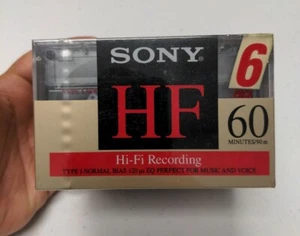 SONY
6
PACK
HF
60
MINUTES/90 m
Hi-Fi Recording
TYPE I NORMAL BIAS 120 µs EQ PERFECT FOR MUSIC AND VOICE